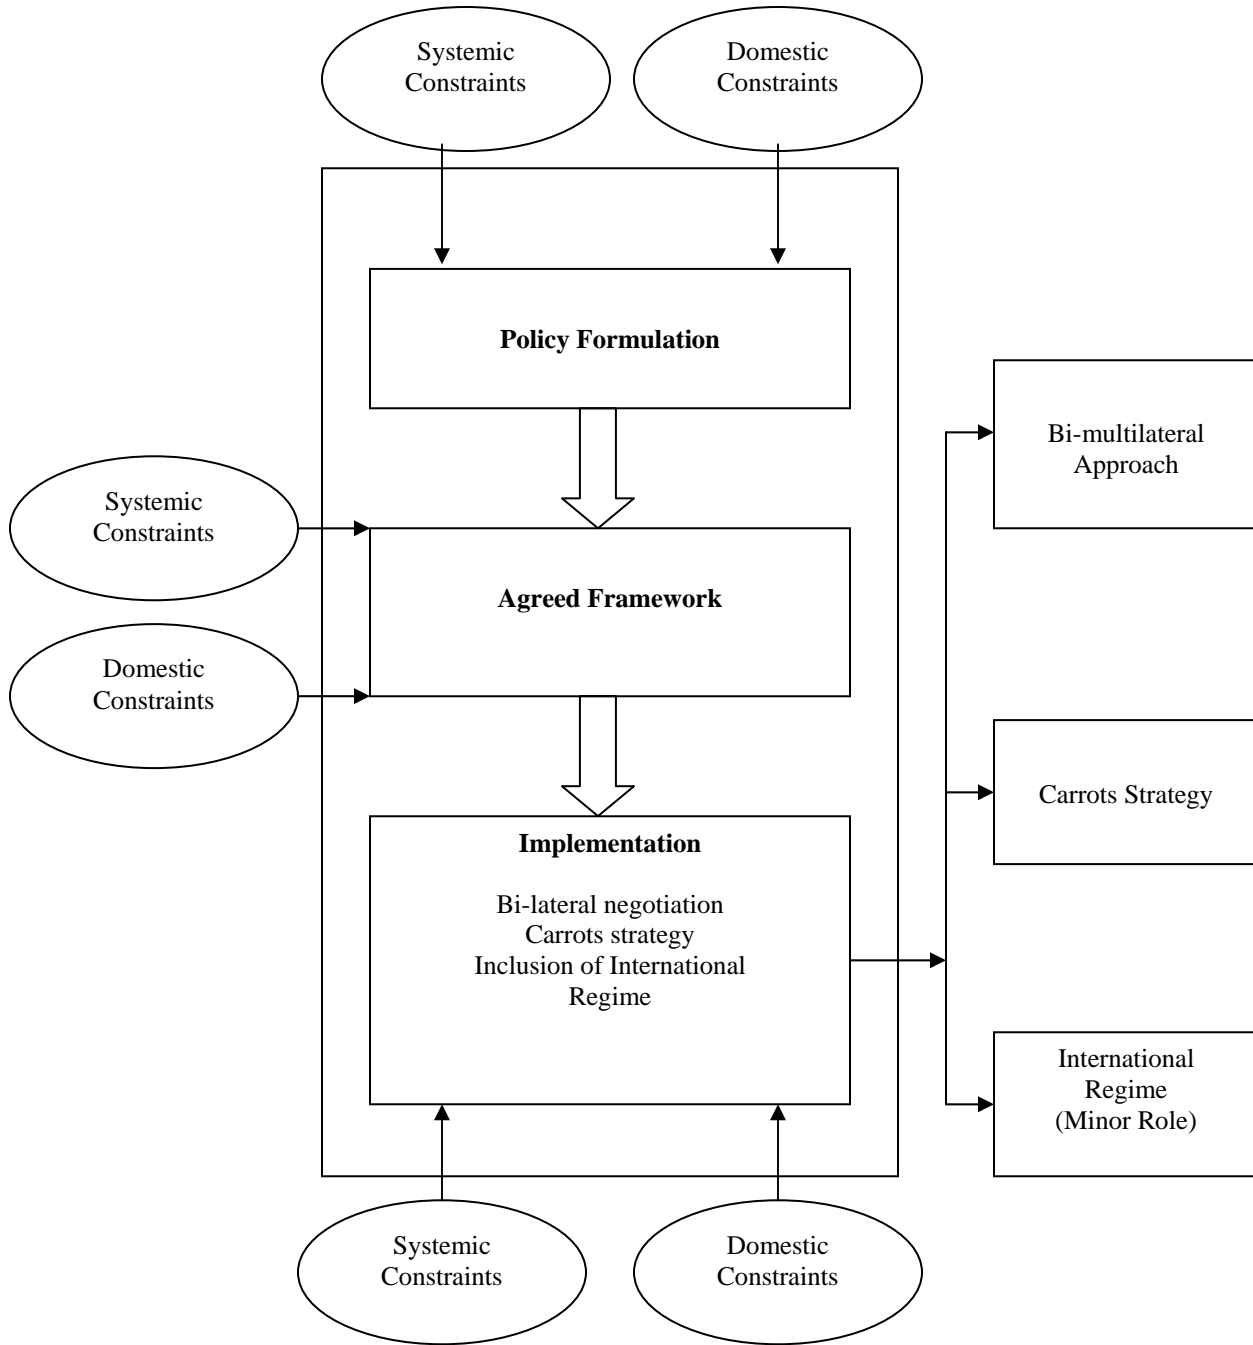 Systemic
Constraints
Domestic
Constraints
Policy Formulation
Bi-multilateral
Approach
Systemic
Constraints
Agreed Framework
Domestic
Constraints
Carrots Strategy
Implementation
Bi-lateral negotiation
Carrots strategy
Inclusion of International
Regime
International
Regime
(Minor Role)
Systemic
Constraints
Domestic
Constraints